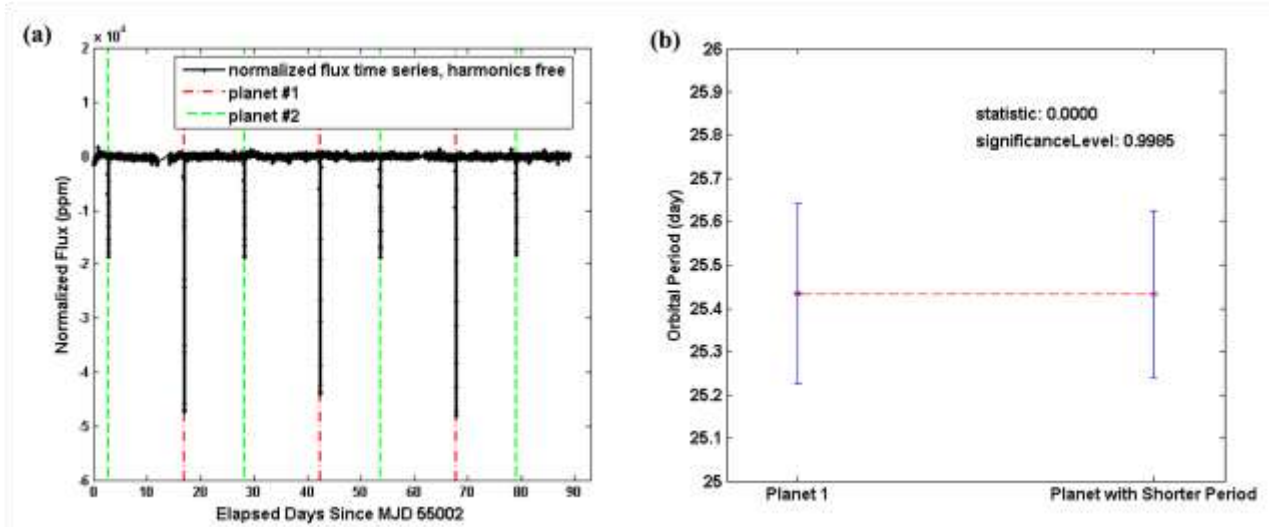 (a)
× 10⁴
2
1
0
-1
-2
-3
-4
-5
-6
Normalized Flux (ppm)
normalized flux time series, harmonics free
planet #1
planet #2
0 10 20 30 40 50 60 70 80 90
Elapsed Days Since MJD 55002
(b)
26
25.9
25.8
25.7
25.6
25.5
25.4
25.3
25.2
25.1
25
Orbital Period (day)
statistic: 0.0000
significanceLevel: 0.9985
Planet 1 Planet with Shorter Period